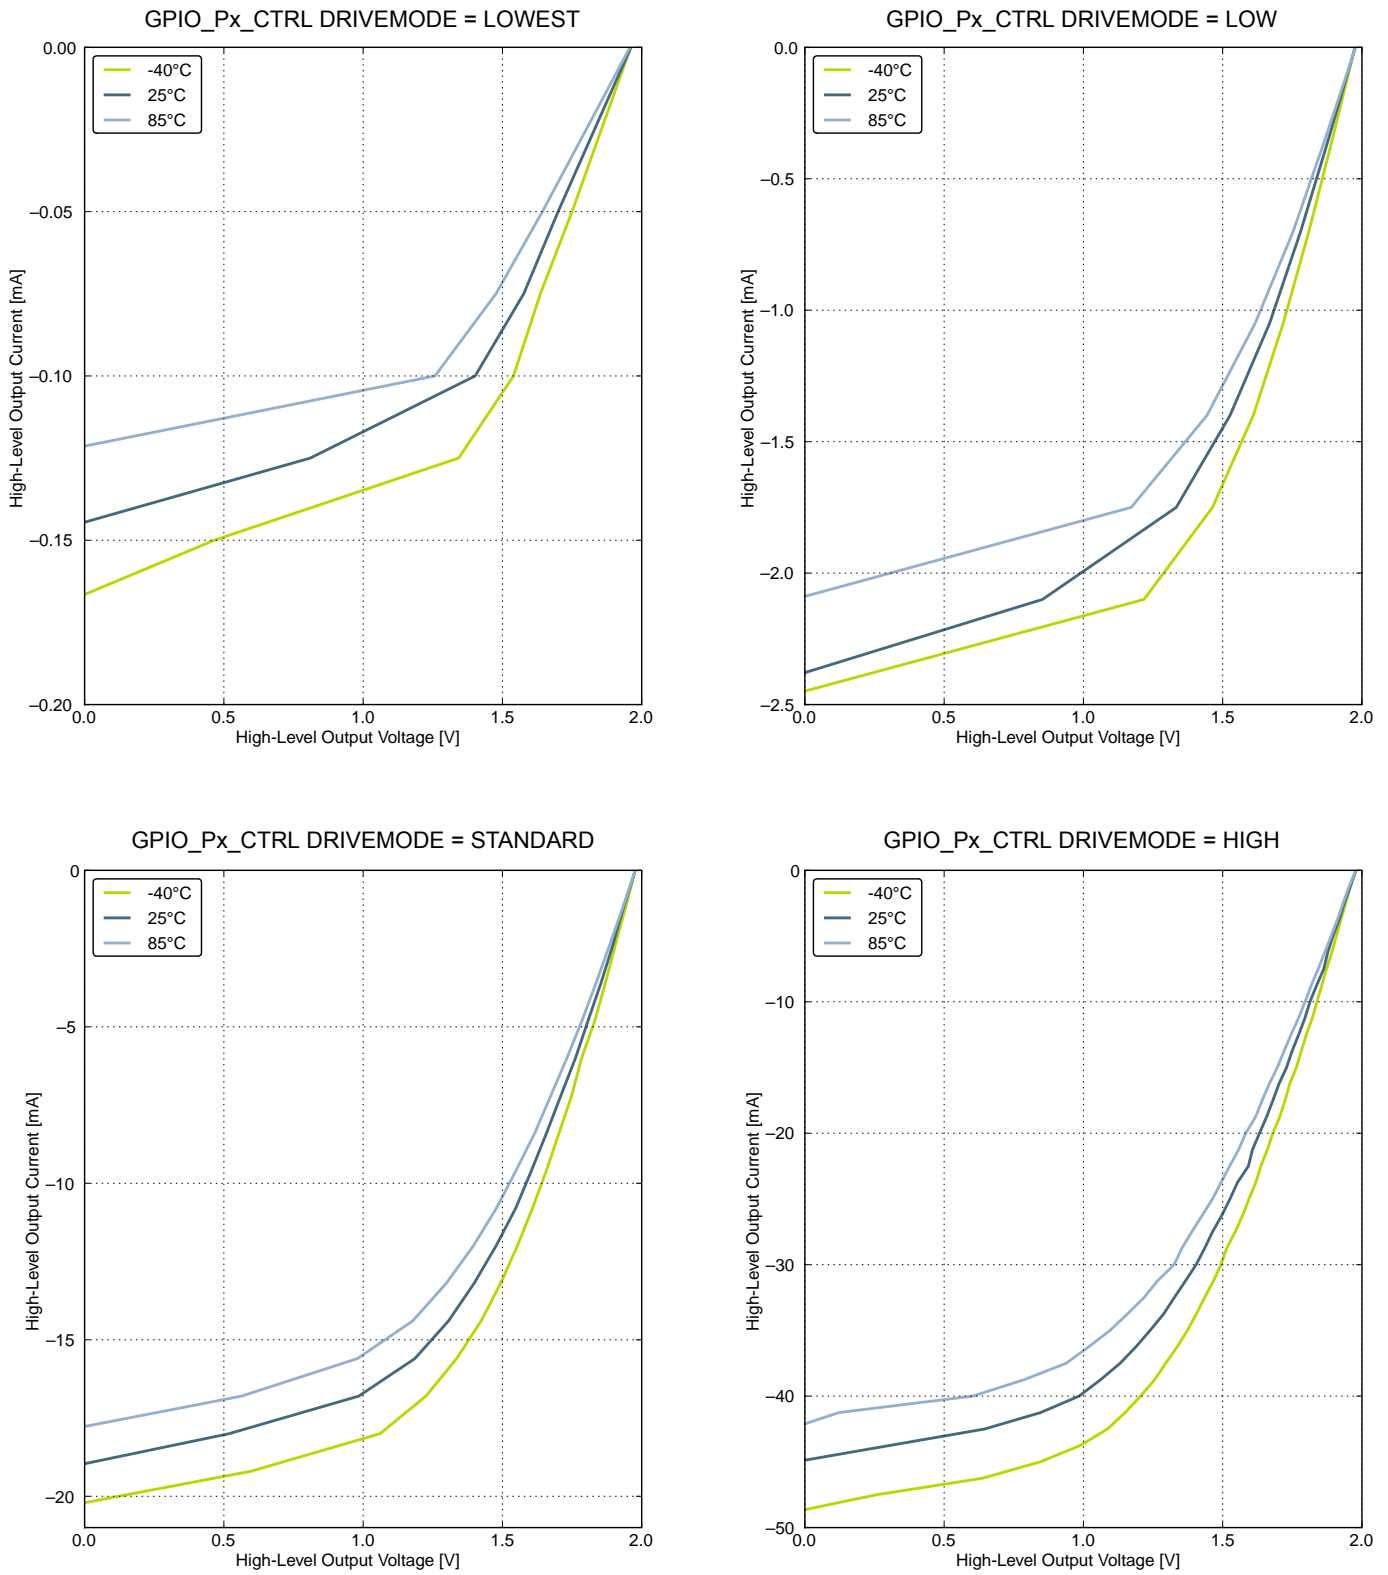 GPIO_Px_CTRL DRIVEMODE = LOWEST
0.00
–0.05
–0.10
–0.15
–0.20
High-Level Output Current [mA]
-40°C
25°C
85°C
0.0
0.5
1.0
1.5
2.0
High-Level Output Voltage [V]
GPIO_Px_CTRL DRIVEMODE = LOW
0.0
–0.5
–1.0
–1.5
–2.0
–2.5
High-Level Output Current [mA]
-40°C
25°C
85°C
0.0
0.5
1.0
1.5
2.0
High-Level Output Voltage [V]
GPIO_Px_CTRL DRIVEMODE = STANDARD
0
–5
–10
–15
–20
High-Level Output Current [mA]
-40°C
25°C
85°C
0.0
0.5
1.0
1.5
2.0
High-Level Output Voltage [V]
GPIO_Px_CTRL DRIVEMODE = HIGH
0
–10
–20
–30
–40
–50
High-Level Output Current [mA]
-40°C
25°C
85°C
0.0
0.5
1.0
1.5
2.0
High-Level Output Voltage [V]